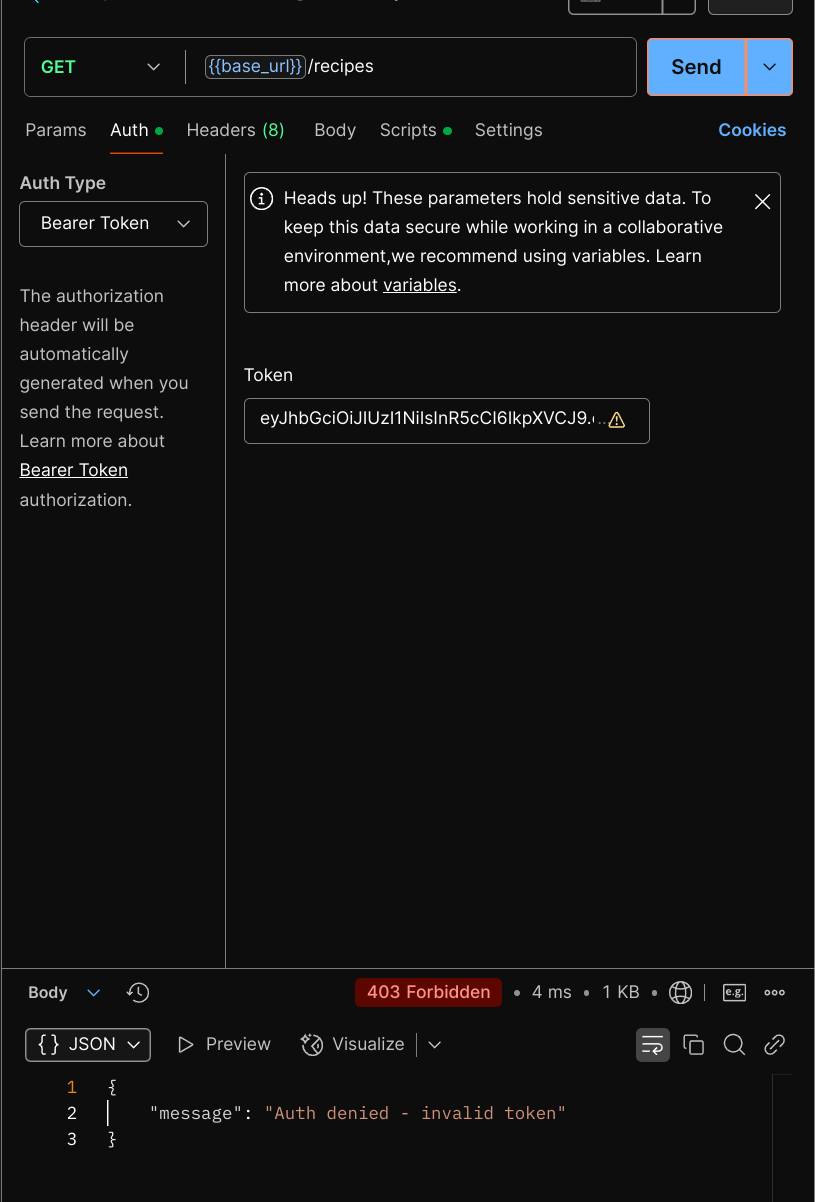 GET {{base_url}}/recipes Send
Params Auth Headers (8) Body Scripts Settings Cookies
Auth Type
Bearer Token
The authorization
header will be
automatically
generated when you
send the request.
Learn more about
Bearer Token
authorization.
Heads up! These parameters hold sensitive data. To
keep this data secure while working in a collaborative
environment,we recommend using variables. Learn
more about variables.
Token
eyJhbGciOiJIUzI1NiIsInR5cCI6IkpXVCJ9.
Body 403 Forbidden • 4 ms • 1 KB • e.g.
{} JSON Preview Visualize
1 {
2 "message": "Auth denied - invalid token"
3 }